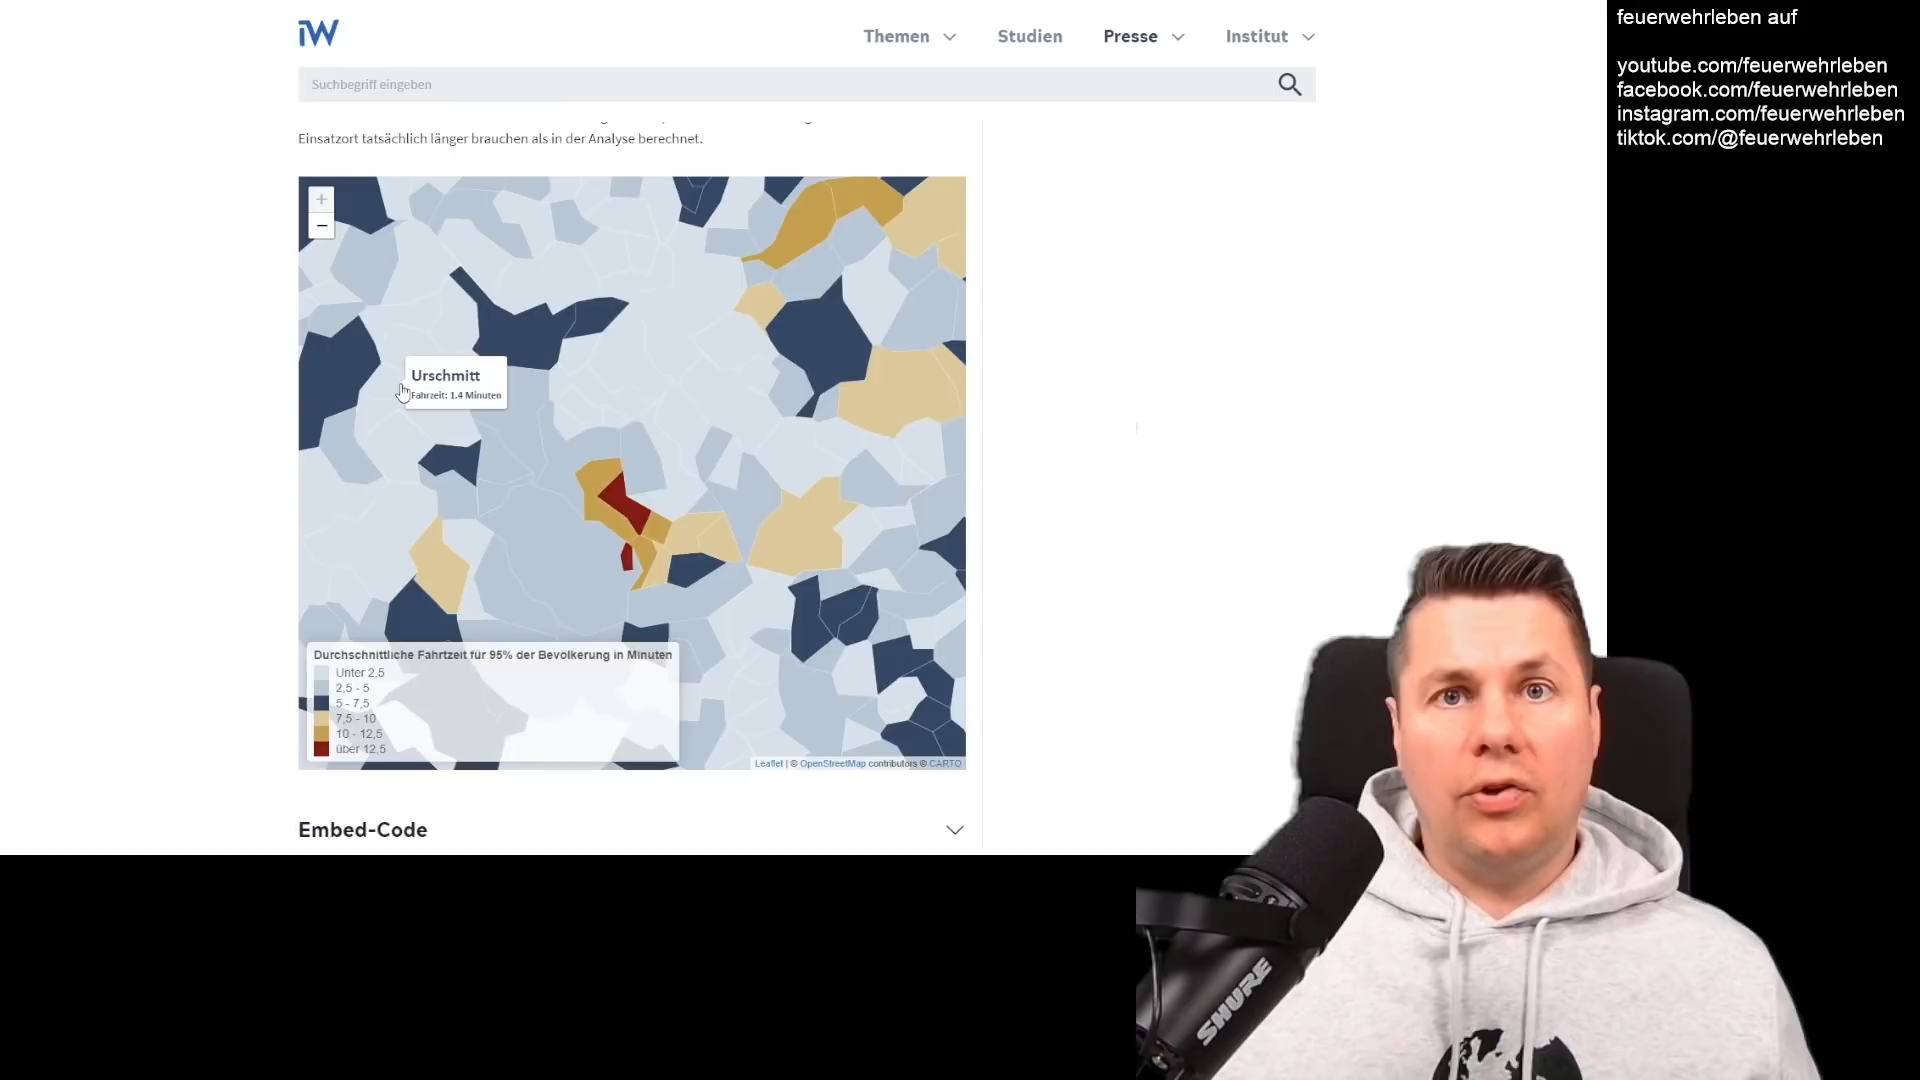 iW
Themen
Studien
Presse
Institut
Suchbegriff eingeben
Einsatzort tatsächlich länger brauchen als in der Analyse berechnet.
+
−
Urschmitt
Fahrzeit: 1.4 Minuten
Durchschnittliche Fahrtzeit für 95% der Bevölkerung in Minuten
Unter 2,5
2,5 - 5
5 - 7,5
7,5 - 10
10 - 12,5
über 12,5
Leaflet | © OpenStreetMap contributors © CARTO
Embed-Code
feuerwehrleben auf
youtube.com/feuerwehrleben
facebook.com/feuerwehrleben
instagram.com/feuerwehrleben
tiktok.com/@feuerwehrleben
SHURE